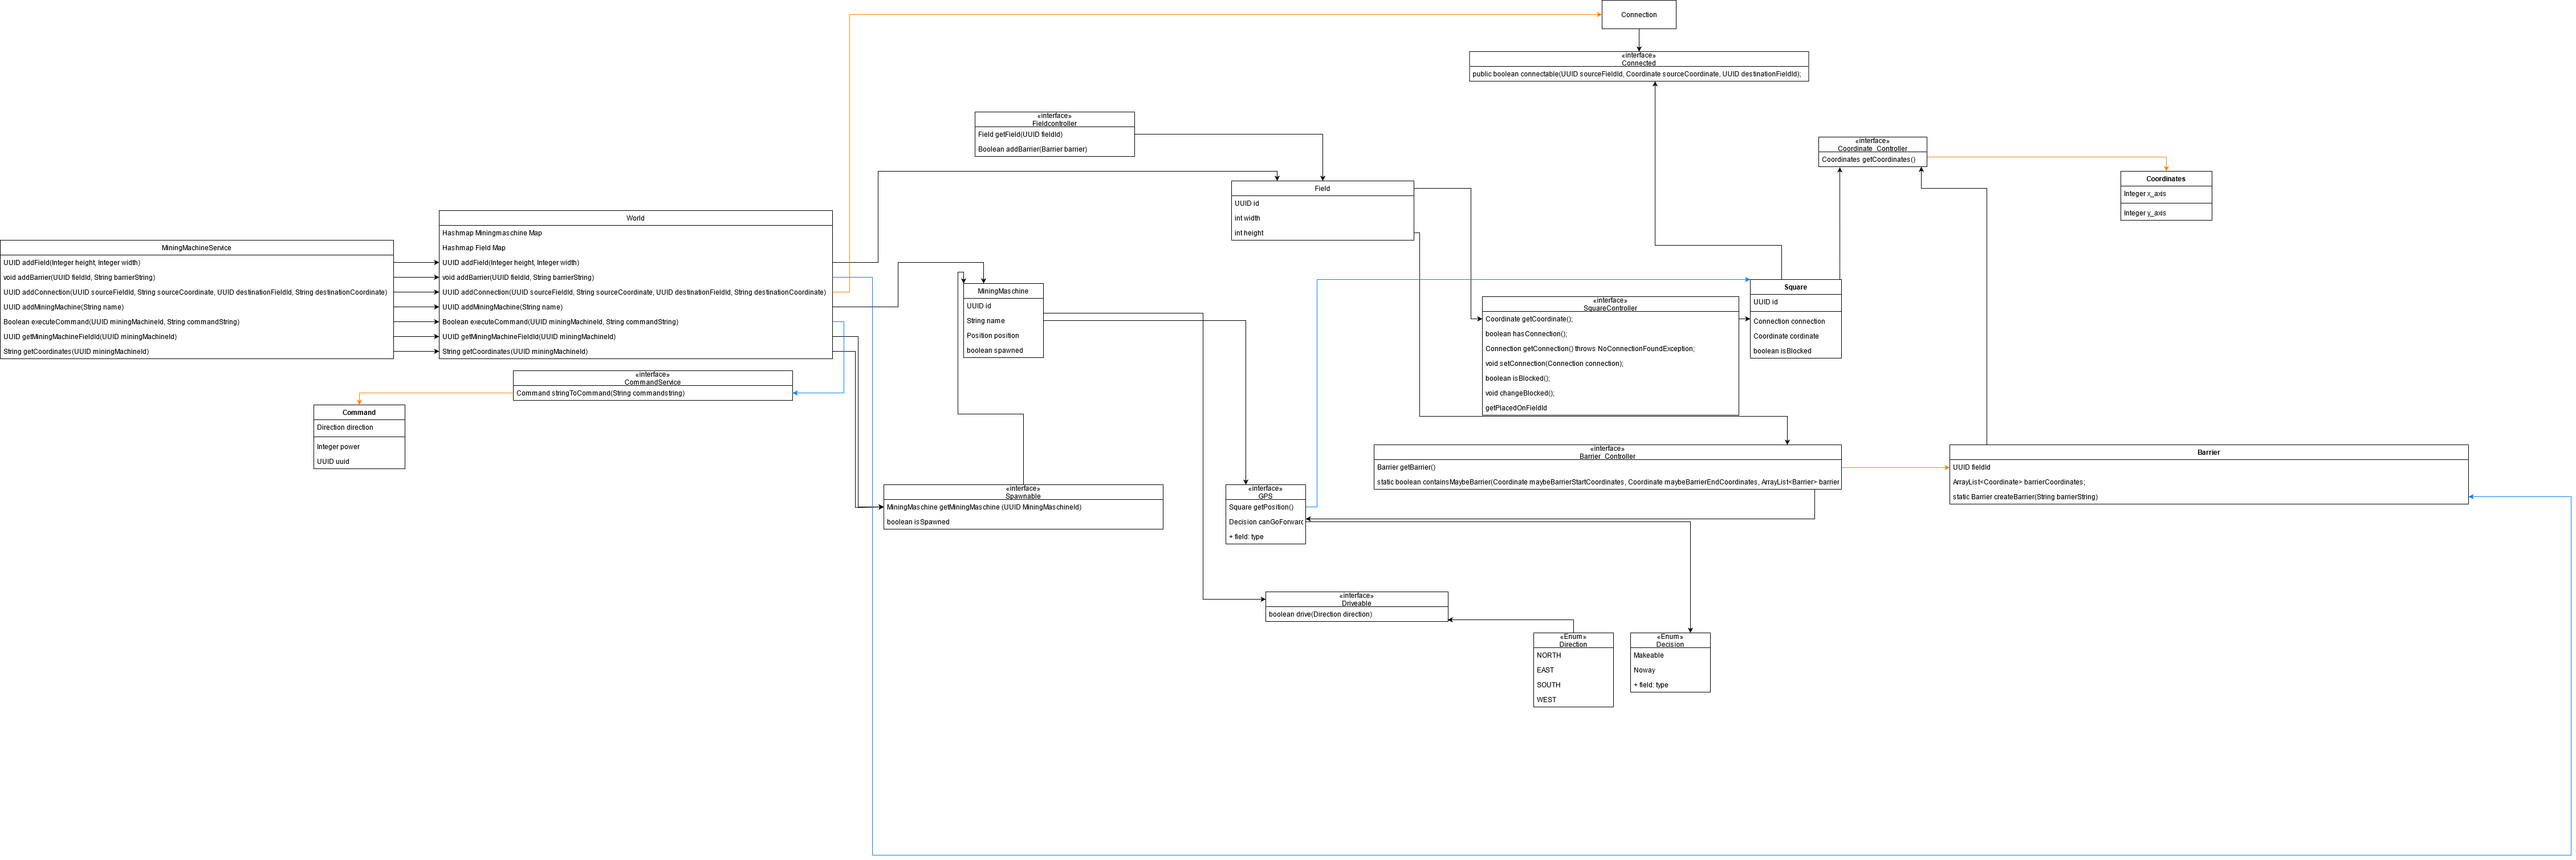 Connection
«interface»
Connected
public boolean connectable(UUID sourceFieldId, Coordinate sourceCoordinate, UUID destinationFieldId);
«interface»
Fieldcontroller
Field getField(UUID fieldId)
Boolean addBarrier(Barrier barrier)
«interface»
Coordinate_Controller
Coordinates getCoordinates()
Coordinates
Integer x_axis
Integer y_axis
Field
UUID id
int width
int height
MiningMachineService
UUID addField(Integer height, Integer width)
void addBarrier(UUID fieldId, String barrierString)
UUID addConnection(UUID sourceFieldId, String sourceCoordinate, UUID destinationFieldId, String destinationCoordinate)
UUID addMiningMachine(String name)
Boolean executeCommand(UUID miningMachineId, String commandString)
UUID getMiningMachineFieldId(UUID miningMachineId)
String getCoordinates(UUID miningMachineId)
World
Hashmap Miningmaschine Map
Hashmap Field Map
UUID addField(Integer height, Integer width)
void addBarrier(UUID fieldId, String barrierString)
UUID addConnection(UUID sourceFieldId, String sourceCoordinate, UUID destinationFieldId, String destinationCoordinate)
UUID addMiningMachine(String name)
Boolean executeCommand(UUID miningMachineId, String commandString)
UUID getMiningMachineFieldId(UUID miningMachineId)
String getCoordinates(UUID miningMachineId)
MiningMaschine
UUID id
String name
Position position
boolean spawned
«interface»
SquareController
Coordinate getCoordinate();
boolean hasConnection();
Connection getConnection() throws NoConnectionFoundException;
void setConnection(Connection connection);
boolean isBlocked();
void changeBlocked();
getPlacedOnFieldId
Square
UUID id
Connection connection
Coordinate cordinate
boolean isBlocked
«interface»
CommandService
Command stringToCommand(String commandstring)
Command
Direction direction
Integer power
UUID uuid
«interface»
Barrier_Controller
Barrier getBarrier()
static boolean containsMaybeBarrier(Coordinate maybeBarrierStartCoordinates, Coordinate maybeBarrierEndCoordinates, ArrayList<Barrier> barrier
Barrier
UUID fieldId
ArrayList<Coordinate> barrierCoordinates;
static Barrier createBarrier(String barrierString)
«interface»
Spawnable
MiningMaschine getMiningMaschine (UUID MiningMaschineId)
boolean isSpawned
«interface»
GPS
Square getPosition()
Decision canGoForward
+ field: type
«interface»
Driveable
boolean drive(Direction direction)
«Enum»
Direction
NORTH
EAST
SOUTH
WEST
«Enum»
Decision
Makeable
Noway
+ field: type